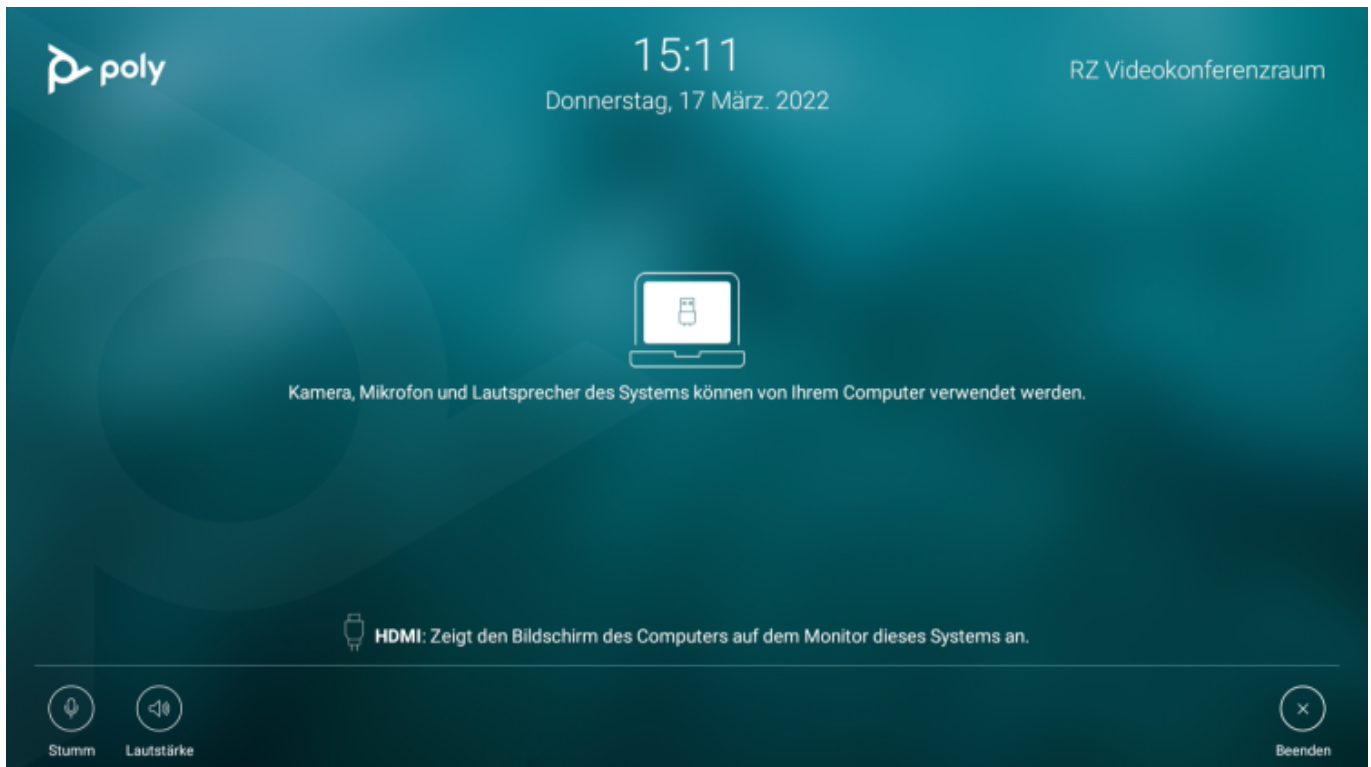 poly
15:11
Donnerstag, 17 März. 2022
RZ Videokonferenzraum
Kamera, Mikrofon und Lautsprecher des Systems können von Ihrem Computer verwendet werden.
HDMI: Zeigt den Bildschirm des Computers auf dem Monitor dieses Systems an.
Stumm
Lautstärke
Beenden